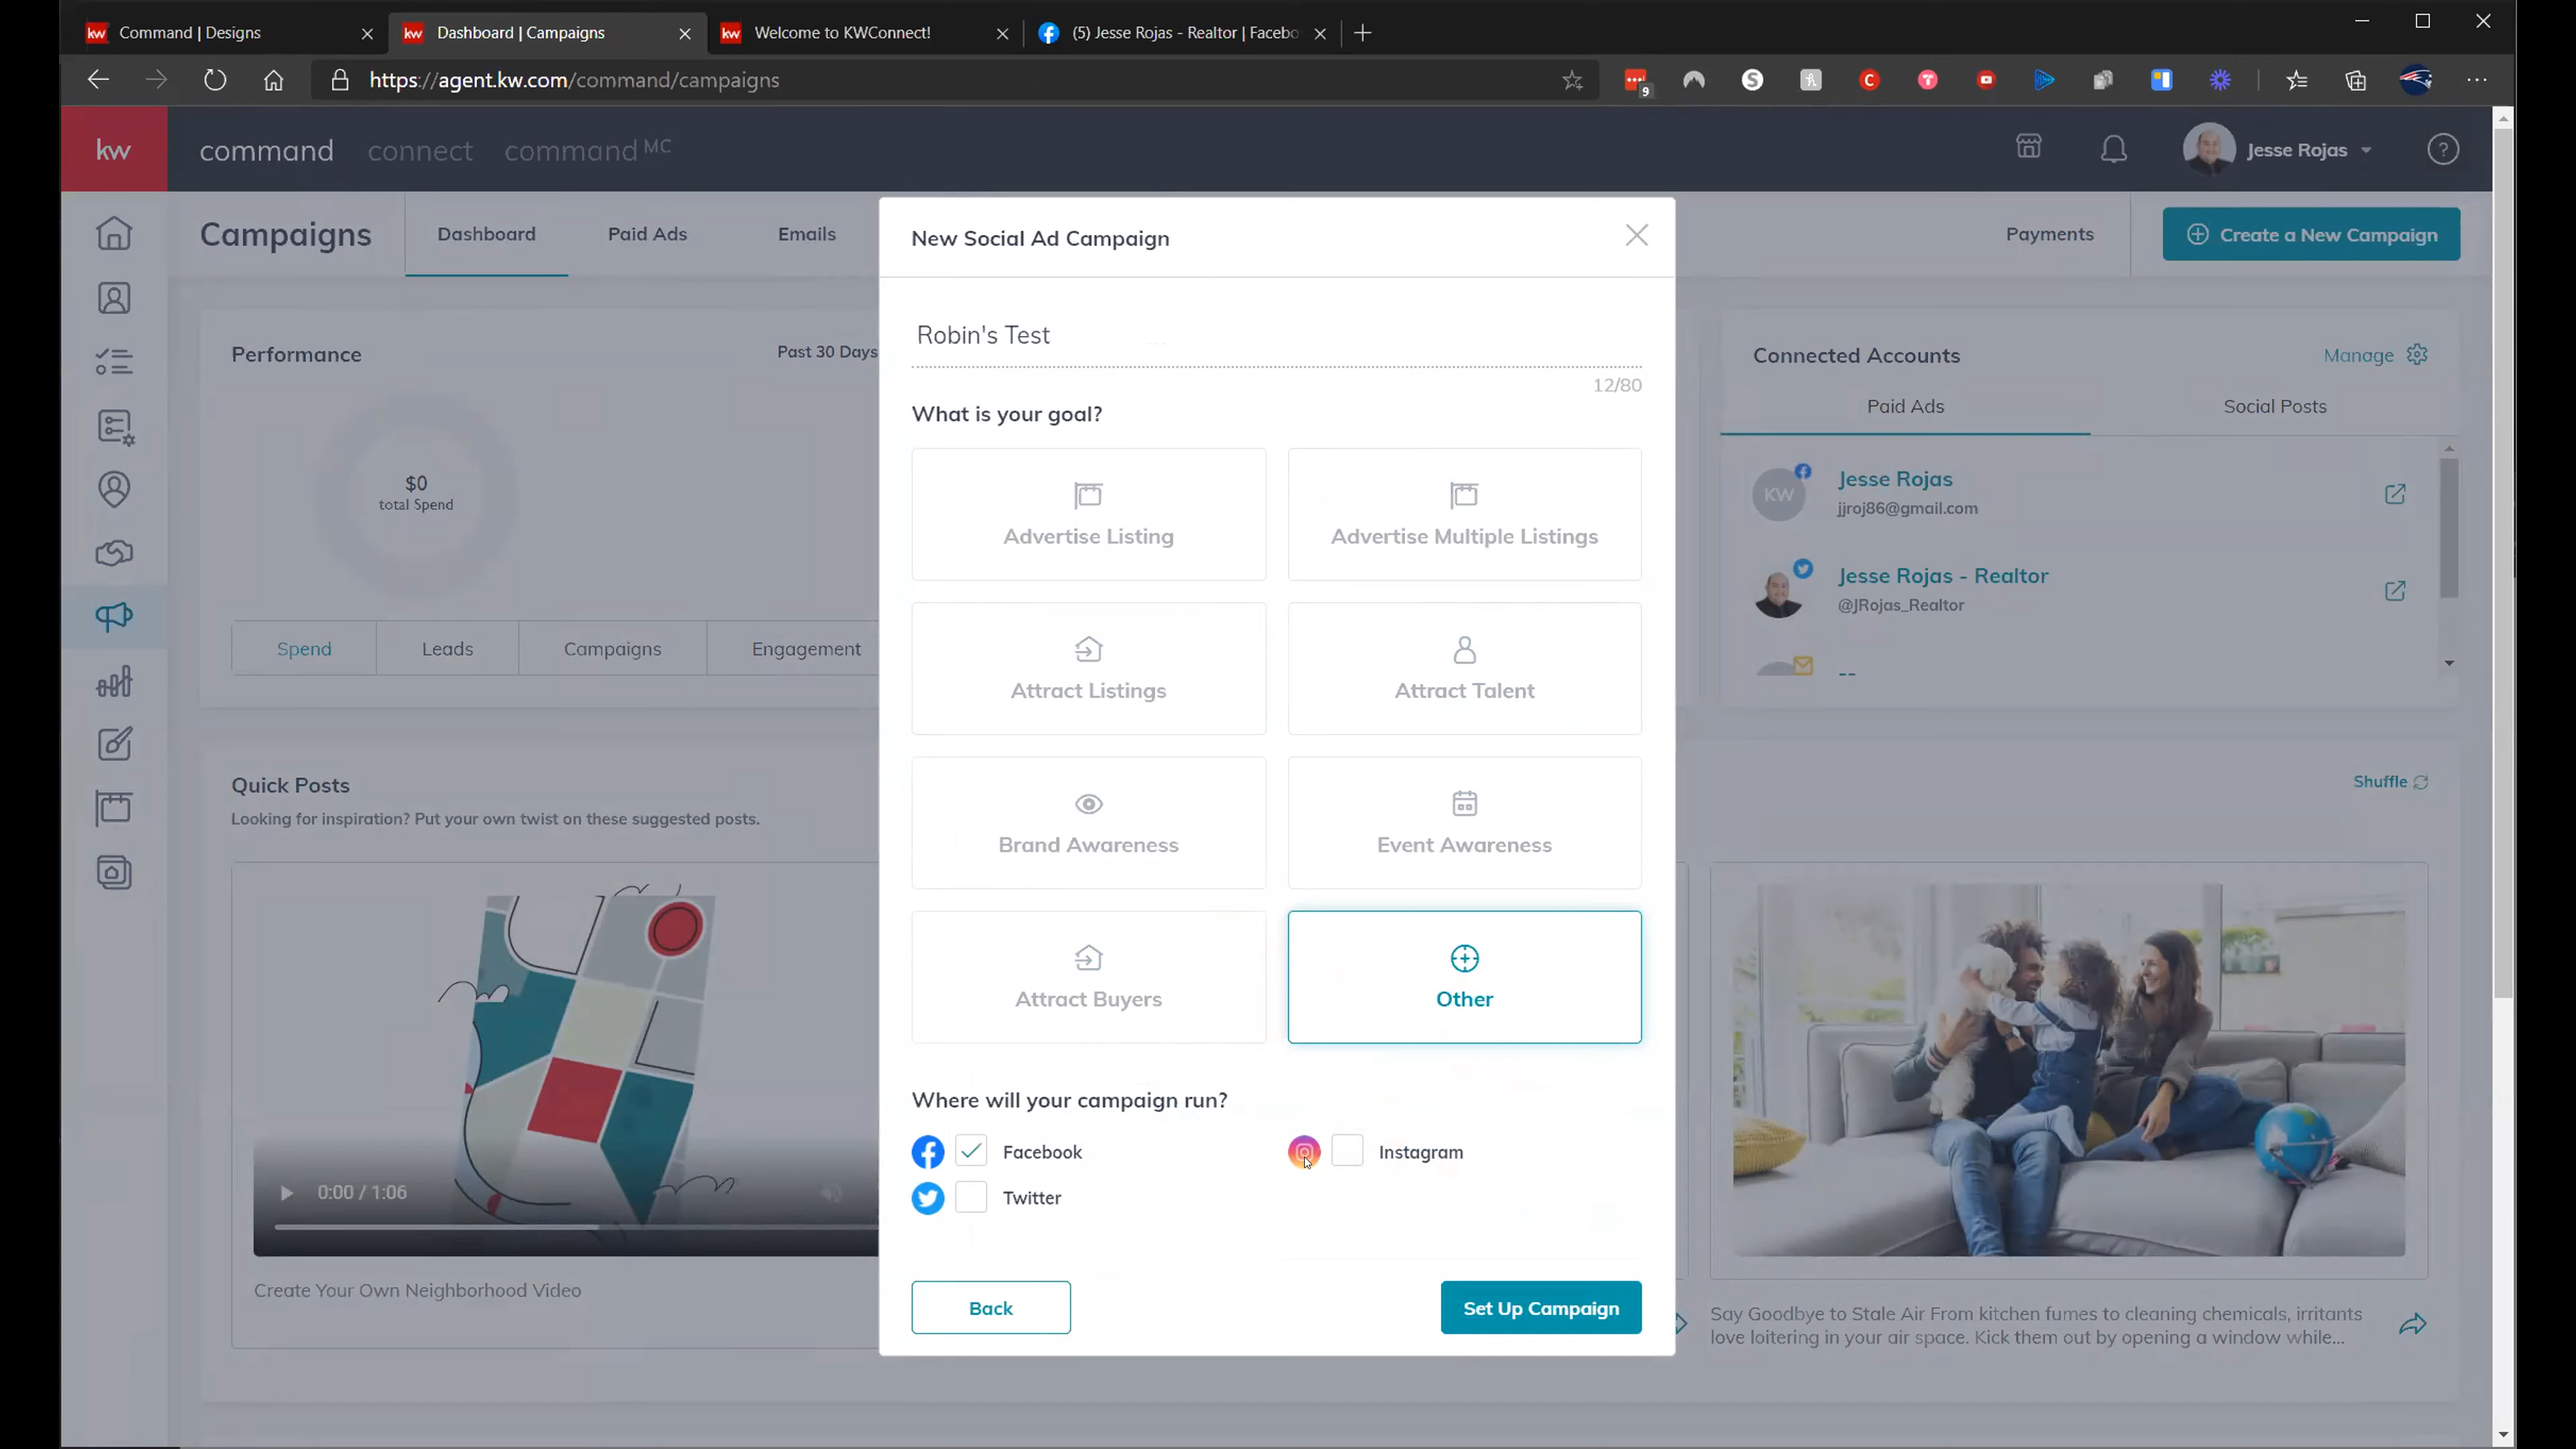 Command | Designs
Dashboard | Campaigns
Welcome to KWConnect!
(5) Jesse Rojas - Realtor | Facebo
https://agent.kw.com/command/campaigns
9
kw
command
connect
command MC
Jesse Rojas
Campaigns
Dashboard
Paid Ads
Emails
Payments
Create a New Campaign
New Social Ad Campaign
Robin's Test
12/80
What is your goal?
Advertise Listing
Advertise Multiple Listings
Attract Listings
Attract Talent
Brand Awareness
Event Awareness
Attract Buyers
Other
Where will your campaign run?
Facebook
Instagram
Twitter
Back
Set Up Campaign
Performance
Past 30 Days
$0
total Spend
Spend
Leads
Campaigns
Engagement
Connected Accounts
Manage
Paid Ads
Social Posts
KW
Jesse Rojas
jjroj86@gmail.com
Jesse Rojas - Realtor
@JRojas_Realtor
--
Quick Posts
Looking for inspiration? Put your own twist on these suggested posts.
Shuffle
0:00 / 1:06
Create Your Own Neighborhood Video
Say Goodbye to Stale Air From kitchen fumes to cleaning chemicals, irritants
love loitering in your air space. Kick them out by opening a window while...